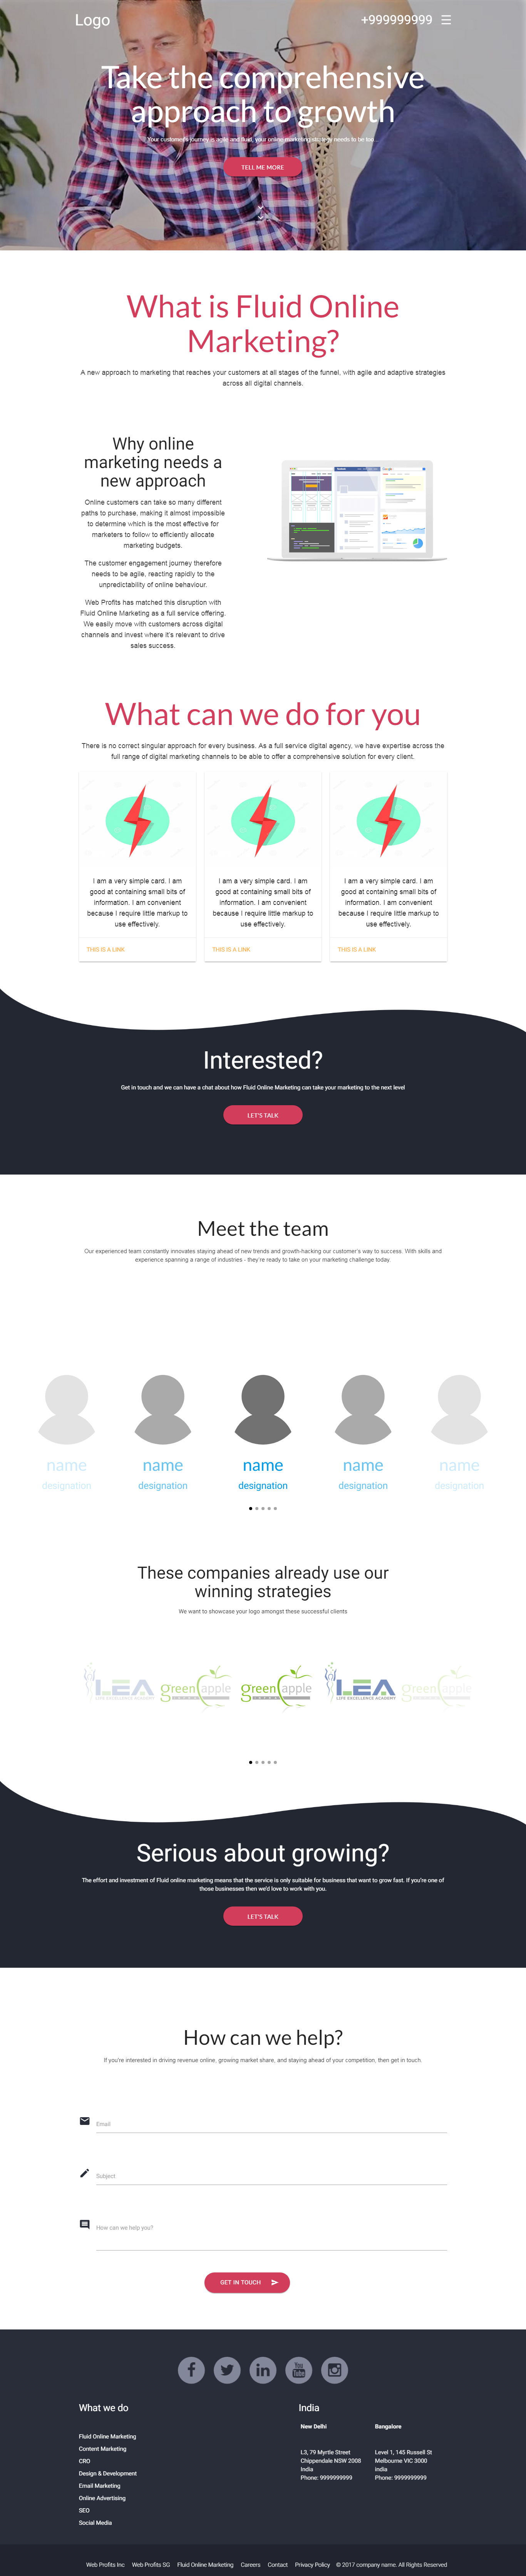 Logo
+999999999
Take the comprehensive
approach to growth
Your customer's journey is agile and fluid, your online marketing strategy needs to be too...
TELL ME MORE
What is Fluid Online
Marketing?
A new approach to marketing that reaches your customers at all stages of the funnel, with agile and adaptive strategies
across all digital channels.
Why online
marketing needs a
new approach
Online customers can take so many different
paths to purchase, making it almost impossible
to determine which is the most effective for
marketers to follow to efficiently allocate
marketing budgets.
The customer engagement journey therefore
needs to be agile, reacting rapidly to the
unpredictability of online behaviour.
Web Profits has matched this disruption with
Fluid Online Marketing as a full service offering.
We easily move with customers across digital
channels and invest where it's relevant to drive
sales success.
What can we do for you
There is no correct singular approach for every business. As a full service digital agency, we have expertise across the
full range of digital marketing channels to be able to offer a comprehensive solution for every client.
I am a very simple card. I am
good at containing small bits of
information. I am convenient
because I require little markup to
use effectively.
THIS IS A LINK
I am a very simple card. I am
good at containing small bits of
information. I am convenient
because I require little markup to
use effectively.
THIS IS A LINK
I am a very simple card. I am
good at containing small bits of
information. I am convenient
because I require little markup to
use effectively.
THIS IS A LINK
Interested?
Get in touch and we can have a chat about how Fluid Online Marketing can take your marketing to the next level
LET'S TALK
Meet the team
Our experienced team constantly innovates staying ahead of new trends and growth-hacking our customer's way to success. With skills and
experience spanning a range of industries - they're ready to take on your marketing challenge today.
name
designation
name
designation
name
designation
name
designation
name
designation
These companies already use our
winning strategies
We want to showcase your logo amongst these successful clients
LEA
LIFE EXCELLENCE ACADEMY
green apple
green apple
LEA
LIFE EXCELLENCE ACADEMY
green apple
Serious about growing?
The effort and investment of Fluid online marketing means that the service is only suitable for business that want to grow fast. If you're one of
those businesses then we'd love to work with you.
LET'S TALK
How can we help?
If you're interested in driving revenue online, growing market share, and staying ahead of your competition, then get in touch.
Email
Subject
How can we help you?
GET IN TOUCH
You
Tube
What we do
Fluid Online Marketing
Content Marketing
CRO
Design & Development
Email Marketing
Online Advertising
SEO
Social Media
India
New Delhi
L3, 79 Myrtle Street
Chippendale NSW 2008
India
Phone: 9999999999
Bangalore
Level 1, 145 Russell St
Melbourne VIC 3000
india
Phone: 9999999999
Web Profits Inc Web Profits SG Fluid Online Marketing Careers Contact Privacy Policy © 2017 company name. All Rights Reserved